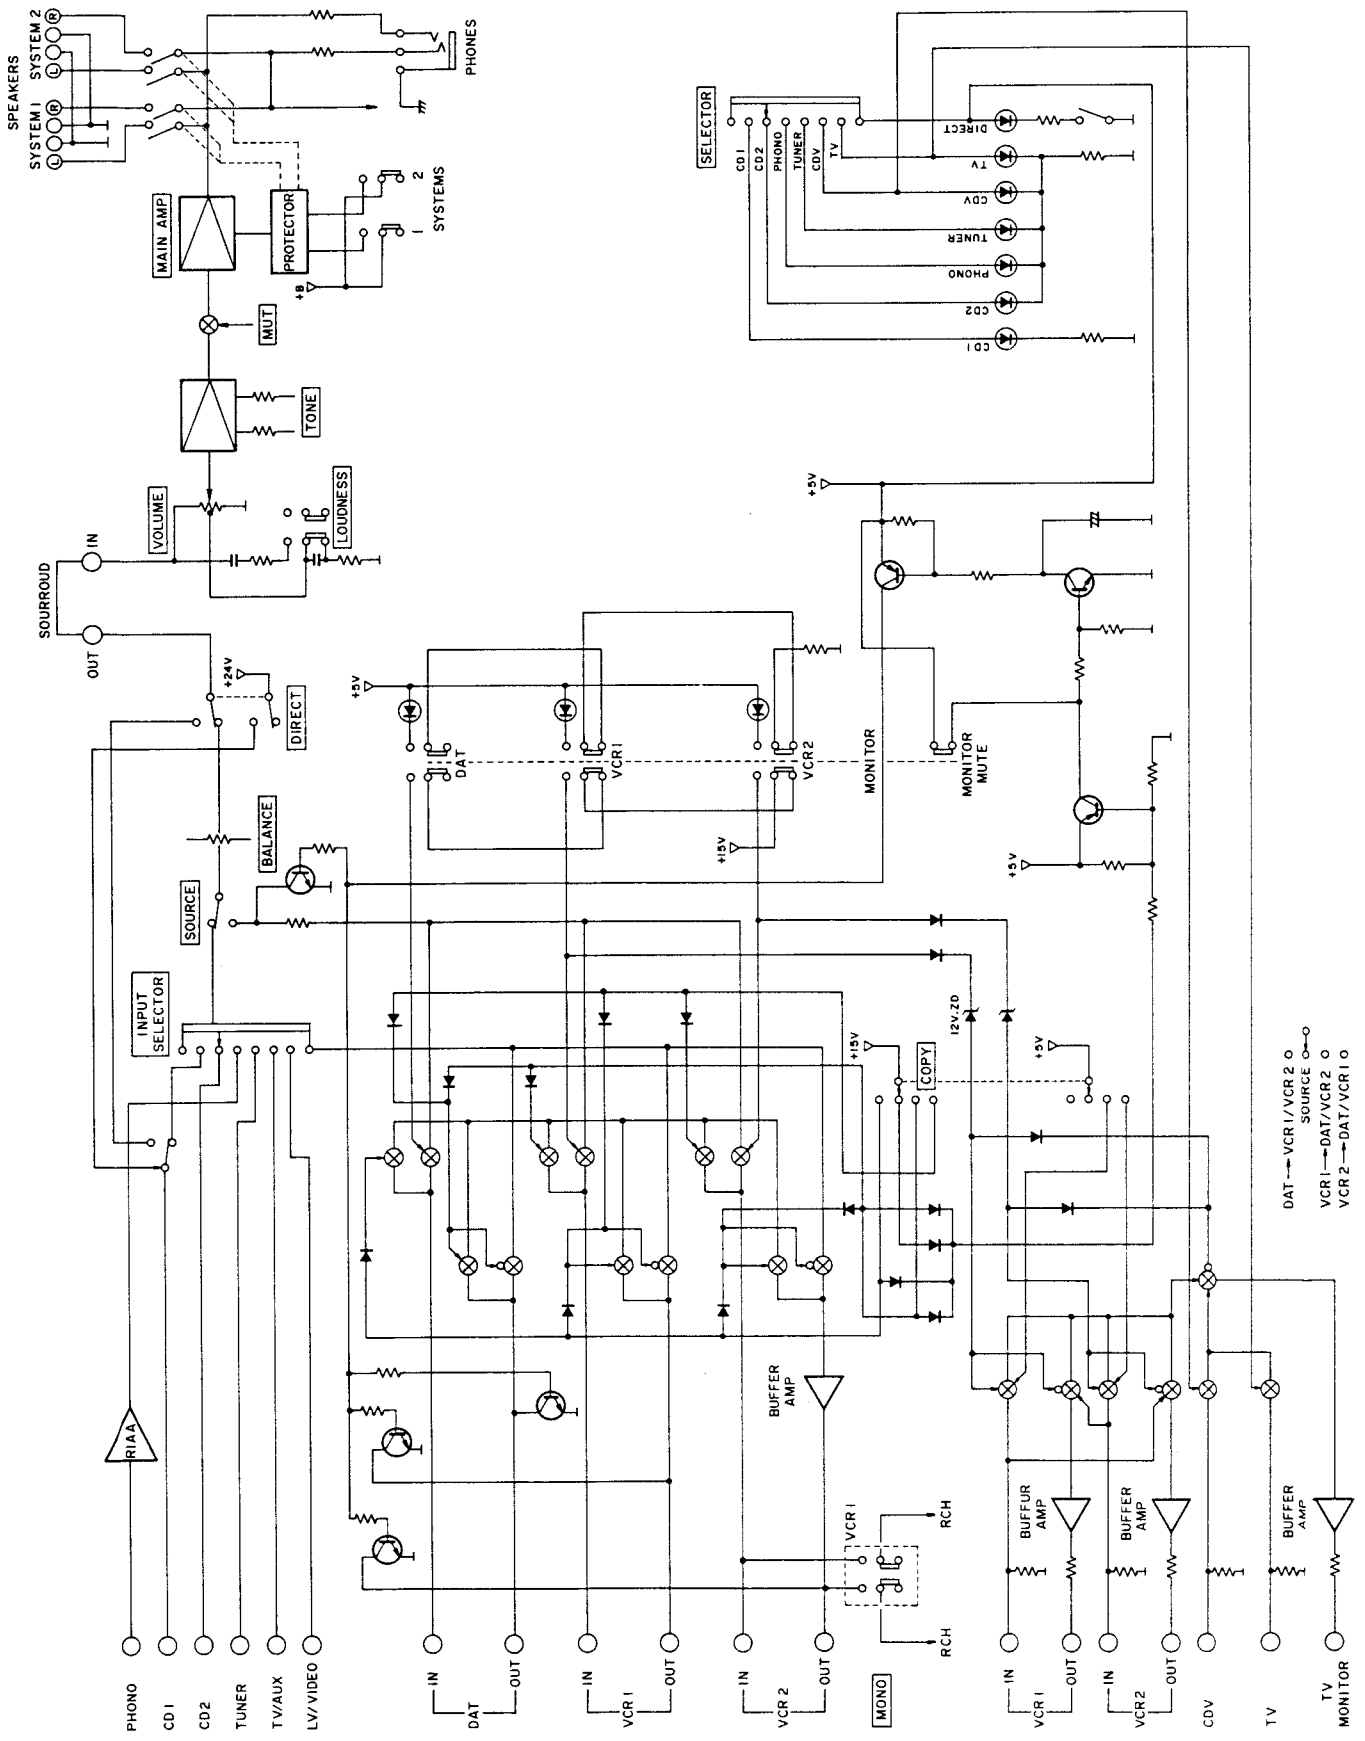 SPEAKERS
SYSTEM 2
R
L
SYSTEM 1
R
L
PHONES
MAIN AMP
PROTECTOR
+B
1
2
SYSTEMS
MUT
TONE
VOLUME
LOUDNESS
SOURROUD
IN
OUT
+24V
DIRECT
BALANCE
SOURCE
INPUT
SELECTOR
RIAA
PHONO
CD1
CD2
TUNER
TV/AUX
LV/VIDEO
SELECTOR
CD1
CD2
PHONO
TUNER
CDV
TV
DIRECT
TV
CDV
TUNER
PHONO
CD2
CD1
+5V
+5V
DAT
VCR1
VCR2
MONITOR
MONITOR
MUTE
+15V
+5V
12V.ZD
+15V
COPY
+5V
DAT→VCR1/VCR2
SOURCE
VCR1→DAT/VCR2
VCR2→DAT/VCR1
BUFFER
AMP
VCR1
RCH
RCH
MONO
IN
OUT
DAT
IN
OUT
VCR1
IN
OUT
VCR2
BUFFUR
AMP
BUFFER
AMP
BUFFER
AMP
IN
OUT
VCR1
IN
OUT
VCR2
CDV
TV
TV
MONITOR